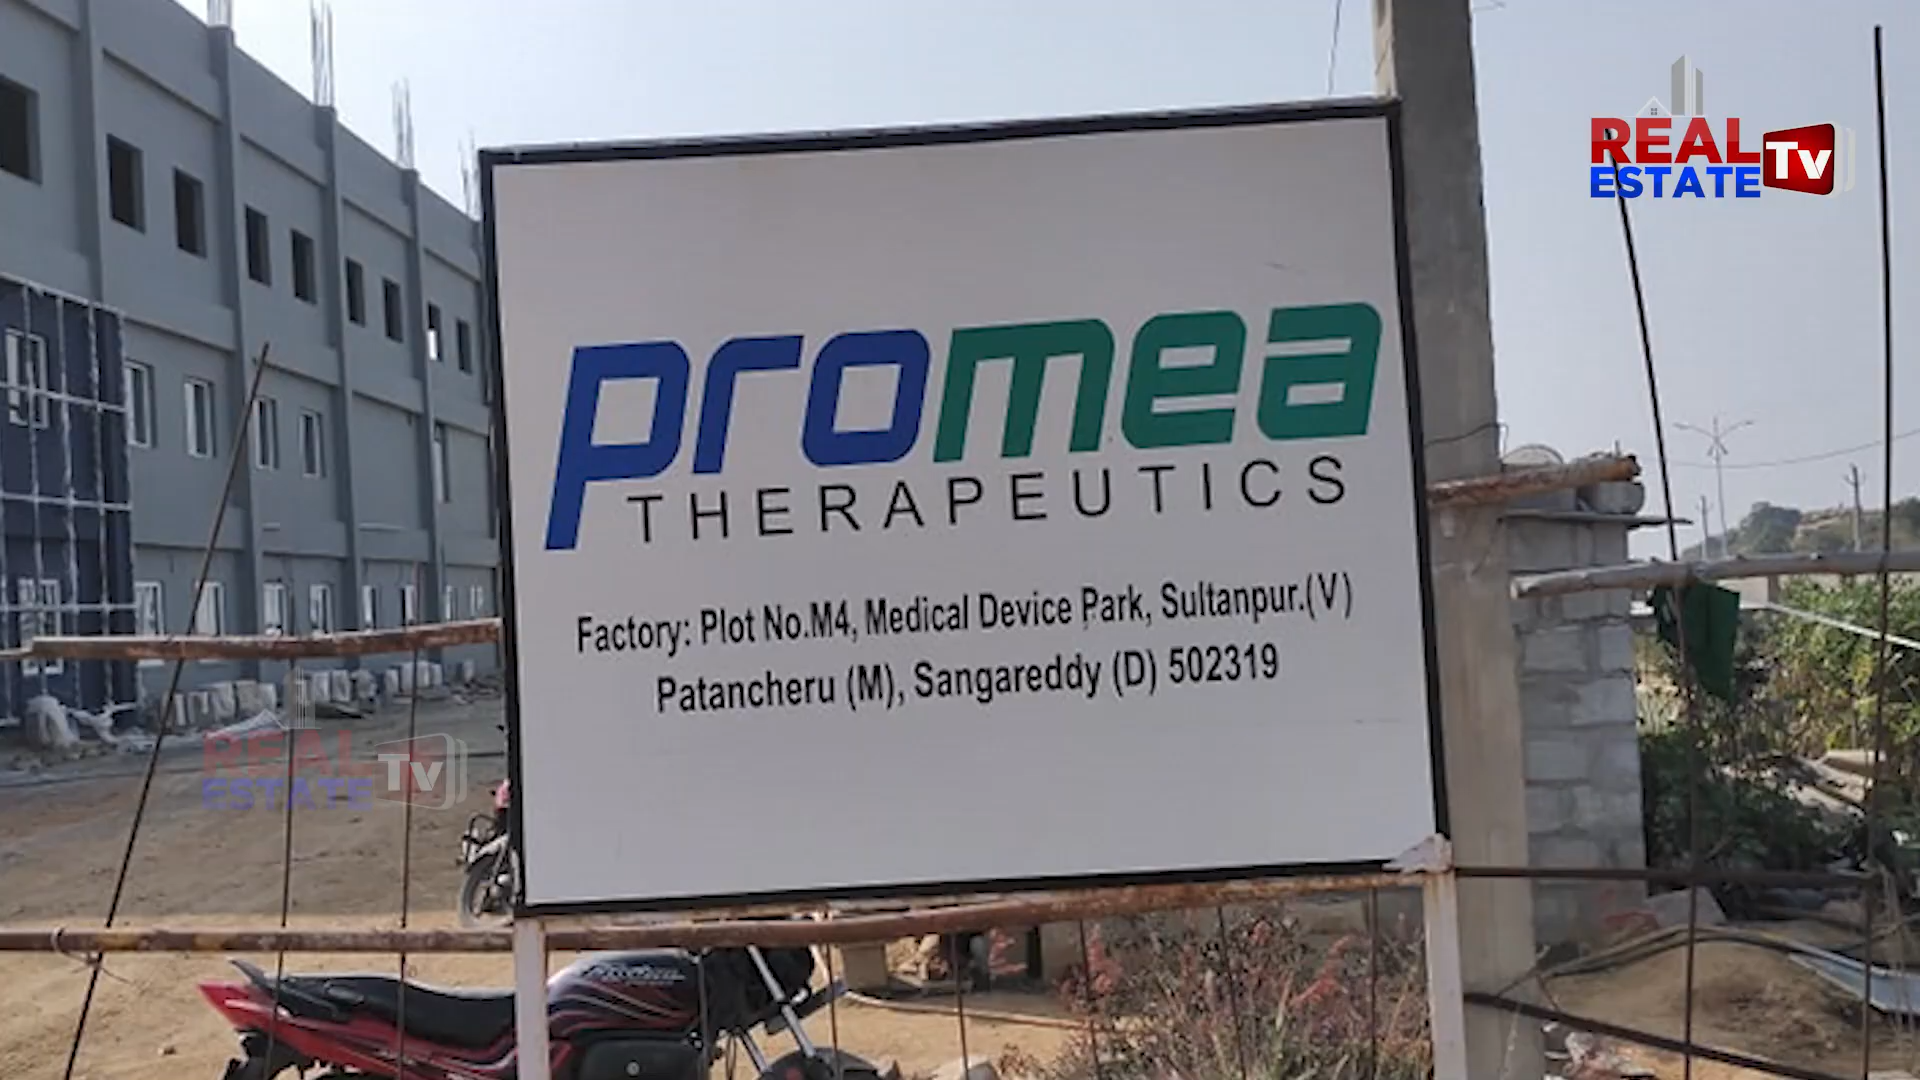 REAL
ESTATE
Tv
promea
THERAPEUTICS
Factory: Plot No.M4, Medical Device Park, Sultanpur.(V)
Patancheru (M), Sangareddy (D) 502319
REAL
ESTATE
Tv